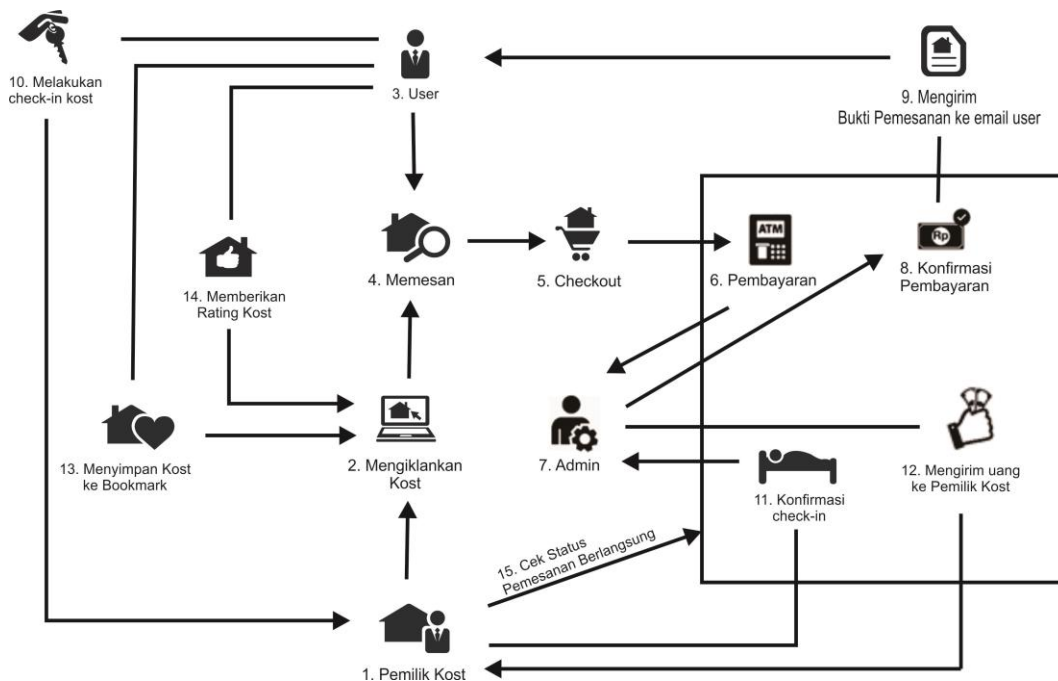 10. Melakukan
check-in kost
3. User
9. Mengirim
Bukti Pemesanan ke email user
14. Memberikan
Rating Kost
4. Memesan
5. Checkout
ATM
6. Pembayaran
Rp
8. Konfirmasi
Pembayaran
13. Menyimpan Kost
ke Bookmark
2. Mengiklankan
Kost
7. Admin
11. Konfirmasi
check-in
12. Mengirim uang
ke Pemilik Kost
15. Cek Status
Pemesanan Berlangsung
1. Pemilik Kost